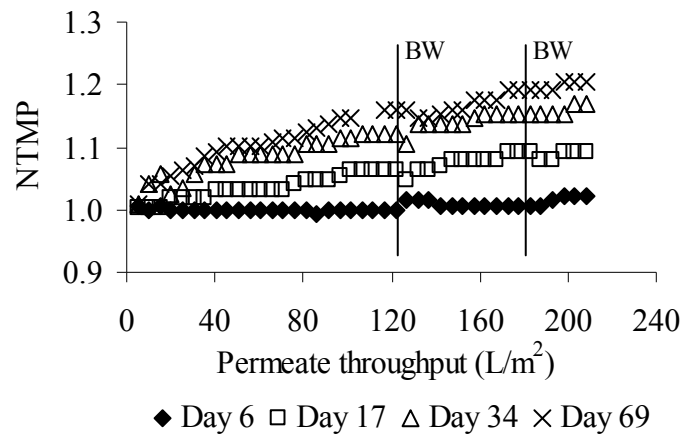 1.3
BW
BW
1.2
NTMP
1.1
1.0
0.9
0 40 80 120 160 200 240
Permeate throughput (L/m²)
Day 6 Day 17 Day 34 Day 69